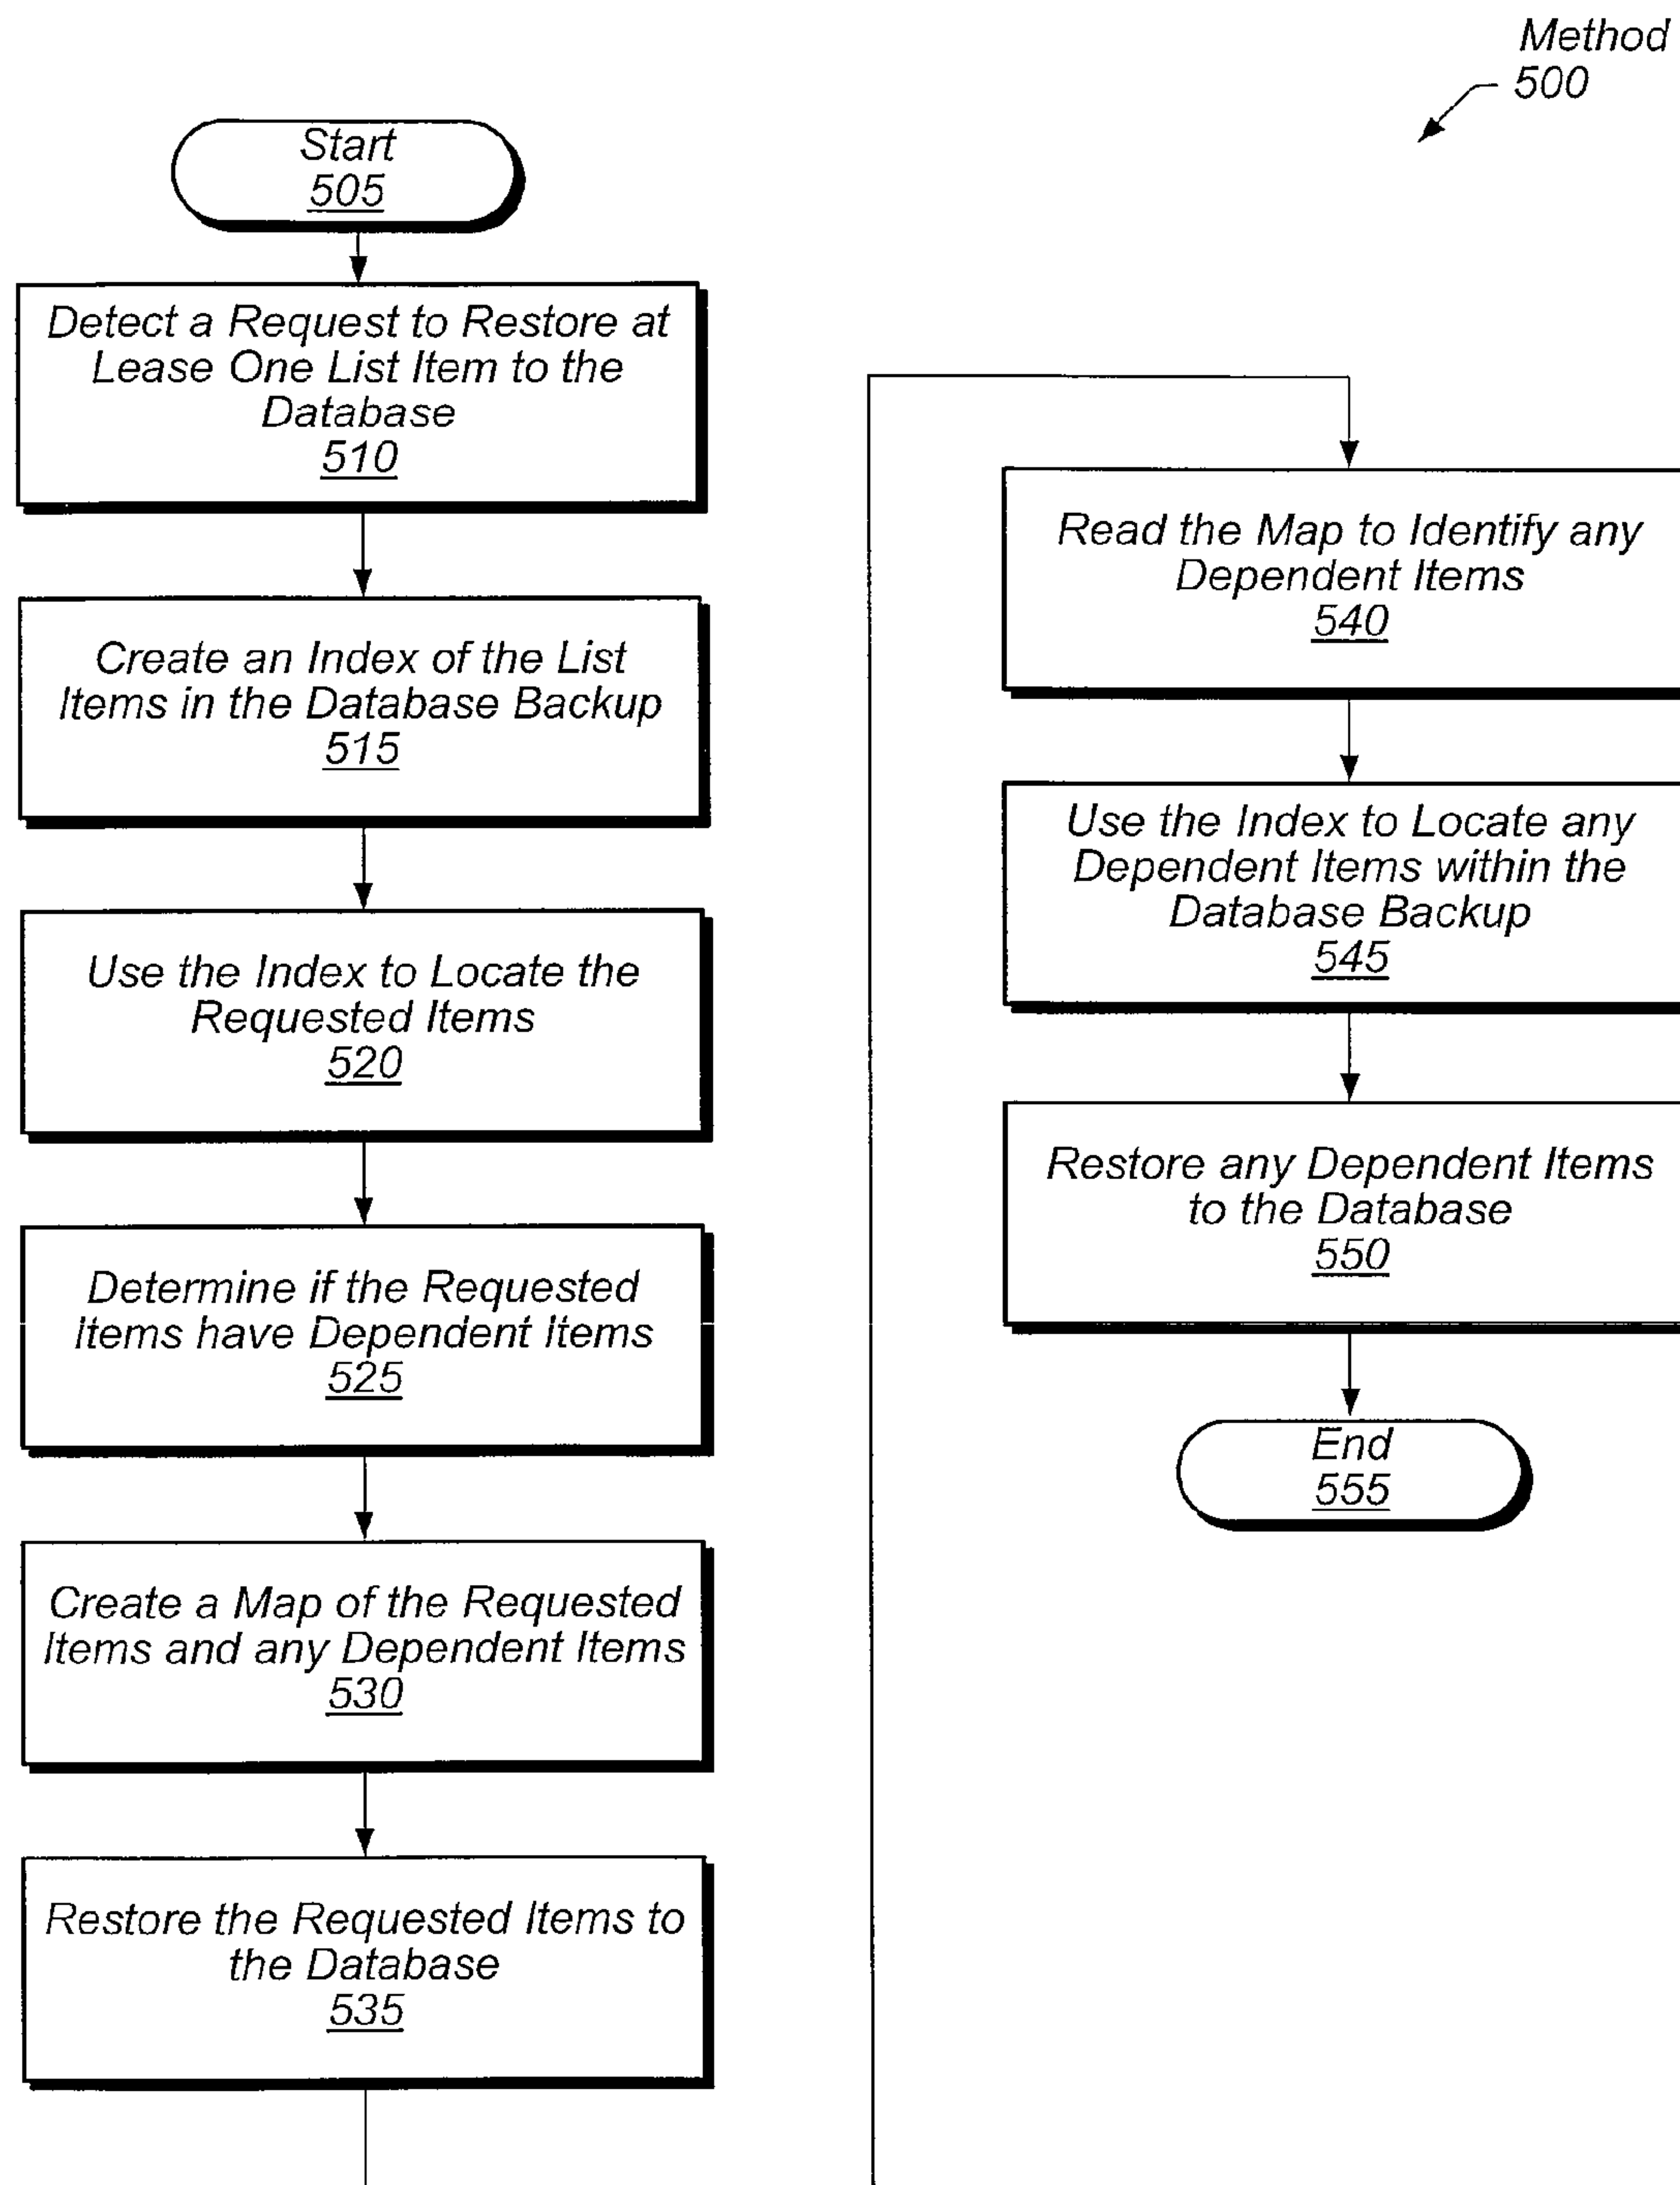 Method
500
Start
505
Detect a Request to Restore at
Lease One List Item to the
Database
510
Create an Index of the List
Items in the Database Backup
515
Use the Index to Locate the
Requested Items
520
Determine if the Requested
Items have Dependent Items
525
Create a Map of the Requested
Items and any Dependent Items
530
Restore the Requested Items to
the Database
535
Read the Map to Identify any
Dependent Items
540
Use the Index to Locate any
Dependent Items within the
Database Backup
545
Restore any Dependent Items
to the Database
550
End
555